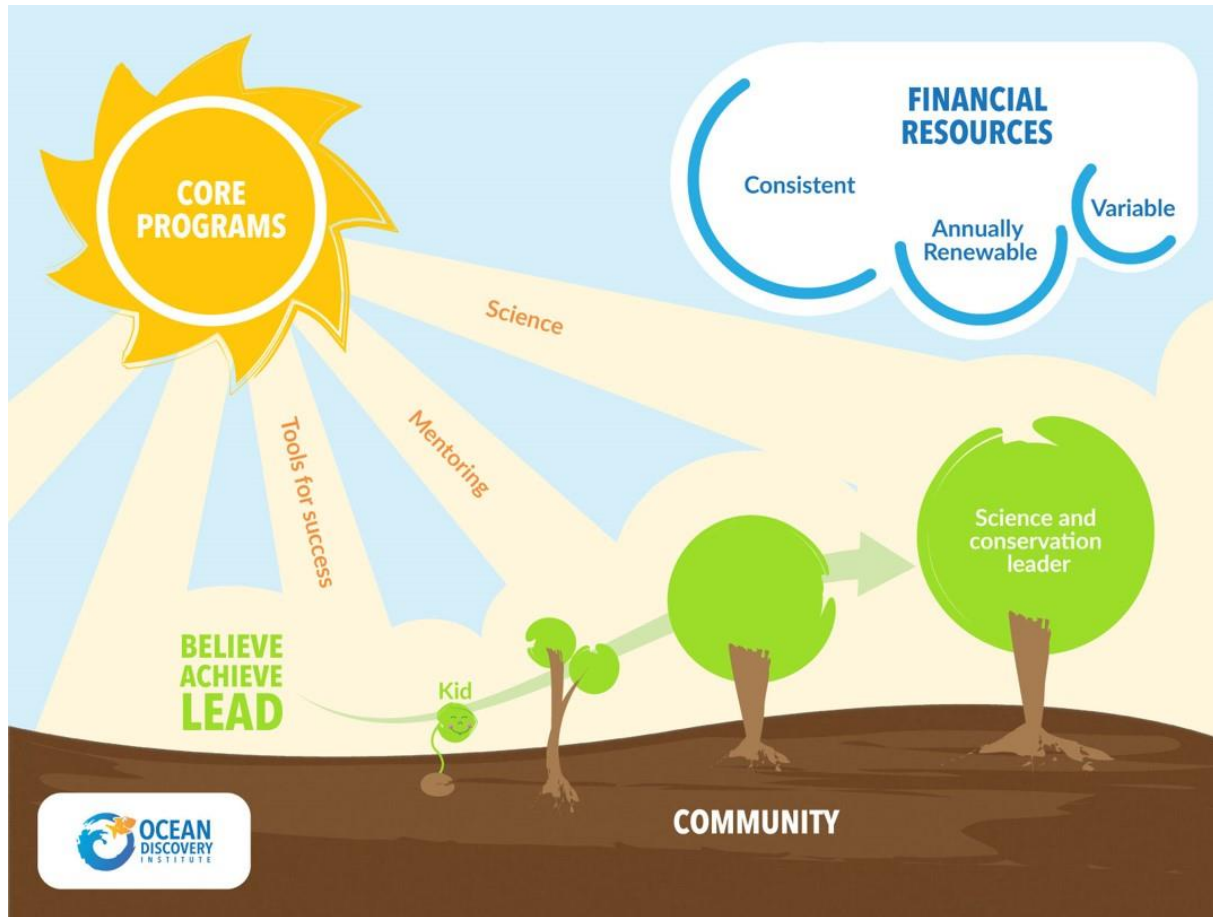 CORE
PROGRAMS
FINANCIAL
RESOURCES
Consistent
Annually
Renewable
Variable
Science
Mentoring
Tools for success
BELIEVE
ACHIEVE
LEAD
Kid
Science and
conservation
leader
COMMUNITY
OCEAN
DISCOVERY
INSTITUTE